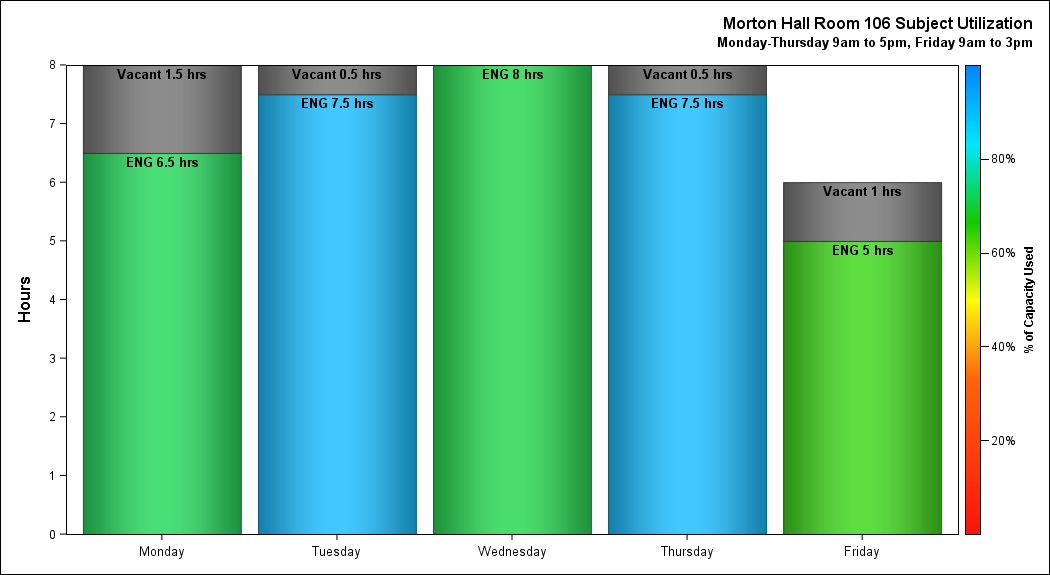 Morton Hall Room 106 Subject Utilization
Monday-Thursday 9am to 5pm, Friday 9am to 3pm
Hours
8
7
6
5
4
3
2
1
0
Vacant 1.5 hrs
ENG 6.5 hrs
Vacant 0.5 hrs
ENG 7.5 hrs
ENG 8 hrs
Vacant 0.5 hrs
ENG 7.5 hrs
Vacant 1 hrs
ENG 5 hrs
Monday
Tuesday
Wednesday
Thursday
Friday
80%
60%
40%
20%
% of Capacity Used